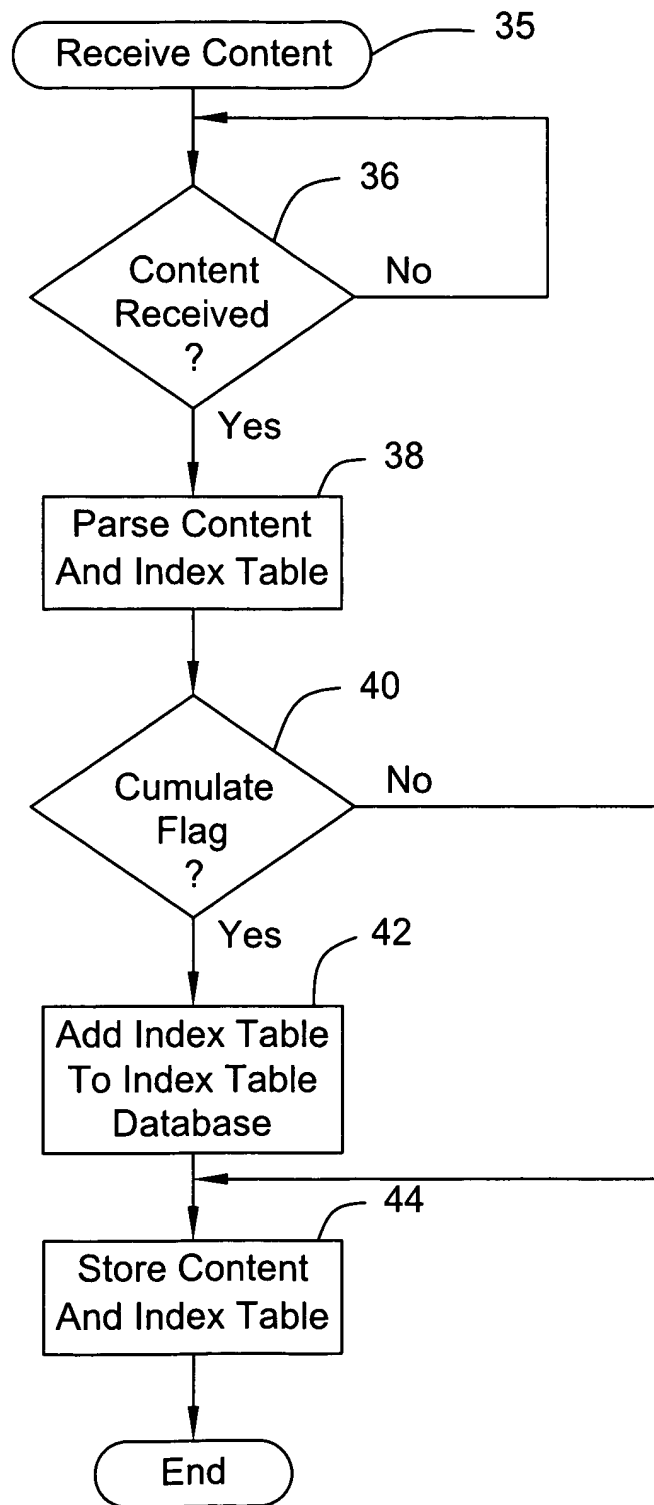 Receive Content
35
36
Content
Received
?
No
Yes
38
Parse Content
And Index Table
40
Cumulate
Flag
?
No
Yes
42
Add Index Table
To Index Table
Database
44
Store Content
And Index Table
End